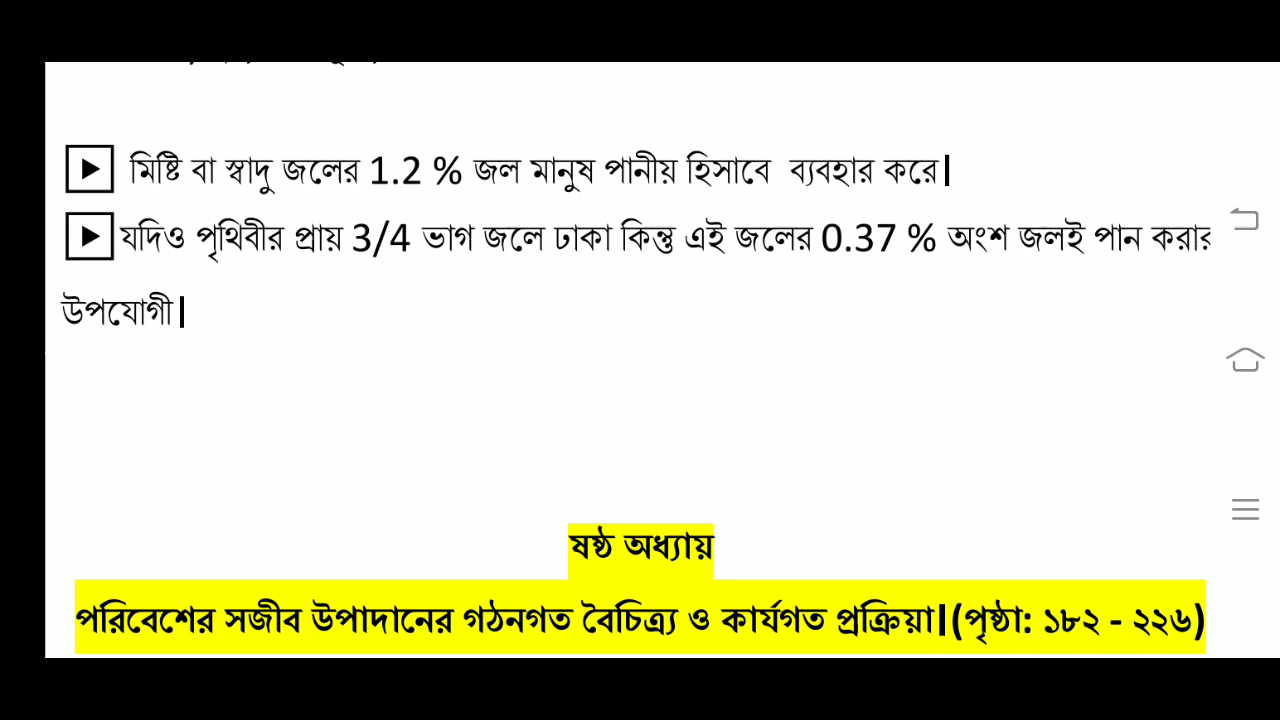 মিষ্টি বা স্বাদু জলের 1.2 % জল মানুষ পানীয় হিসাবে ব্যবহার করে।
যদিও পৃথিবীর প্রায় 3/4 ভাগ জলে ঢাকা কিন্তু এই জলের 0.37 % অংশ জলই পান করার
উপযোগী।
ষষ্ঠ অধ্যায়
পরিবেশের সজীব উপাদানের গঠনগত বৈচিত্র্য ও কার্যগত প্রক্রিয়া।(পৃষ্ঠা: ১৮২ - ২২৬)